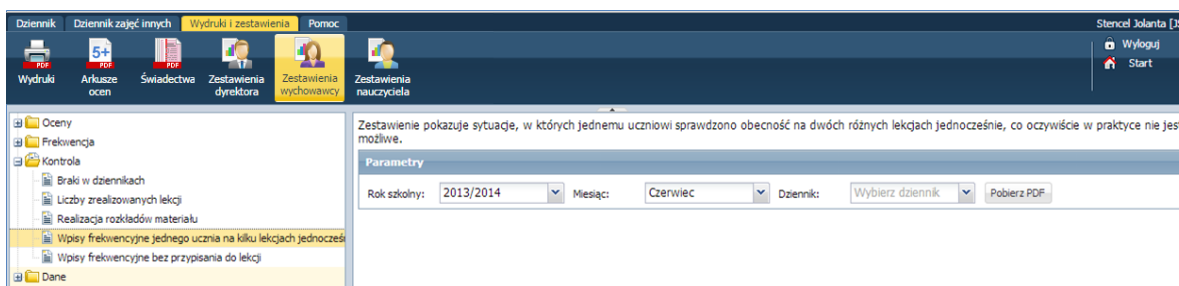 Dziennik Dziennik zajęć innych Wydruki i zestawienia Pomoc
Stencel Jolanta
Wyloguj
Start
PDF
Wydruki
5+
PDF
Arkusze
ocen
PDF
Świadectwa
Zestawienia
dyrektora
Zestawienia
wychowawcy
Zestawienia
nauczyciela
Oceny
Frekwencja
Kontrola
Braki w dziennikach
Liczby zrealizowanych lekcji
Realizacja rozkładów materiału
Wpisy frekwencyjne jednego ucznia na kilku lekcjach jednocześ
Wpisy frekwencyjne bez przypisania do lekcji
Dane
Zestawienie pokazuje sytuacje, w których jednemu uczniowi sprawdzono obecność na dwóch różnych lekcjach jednocześnie, co oczywiście w praktyce nie jes
możliwe.
Parametry
Rok szkolny: 2013/2014 Miesiąc: Czerwiec Dziennik: Wybierz dziennik Pobierz PDF